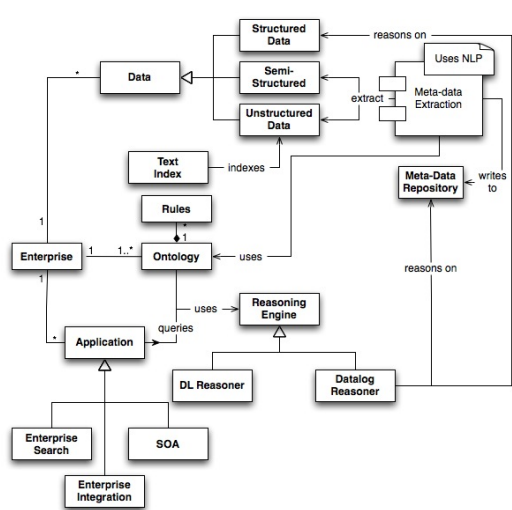 Structured
Data
reasons on
Uses NLP
*
Data
Semi-
Structured
extract
Meta-data
Extraction
Unstructured
Data
Text
Index
indexes
Meta-Data
Repository
writes
to
Rules
*
1
1
Enterprise
1
1..*
Ontology
uses
1
reasons on
uses
Reasoning
Engine
queries
*
Application
DL Reasoner
Datalog
Reasoner
Enterprise
Search
SOA
Enterprise
Integration